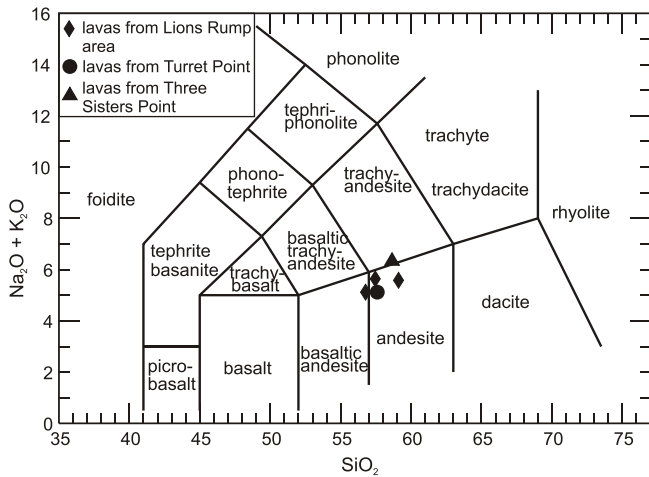 16
14
12
10
8
6
4
2
0
Na2O + K2O
lavas from Lions Rump
area
lavas from Turret Point
lavas from Three
Sisters Point
phonolite
tephri-
phonolite
trachyte
phono-
tephrite
trachy-
andesite
trachydacite
foidite
rhyolite
basaltic
trachy-
andesite
tephrite
basanite
trachy-
basalt
dacite
andesite
picro-
basalt
basalt
basaltic
andesite
35 40 45 50 55 60 65 70 75
SiO2